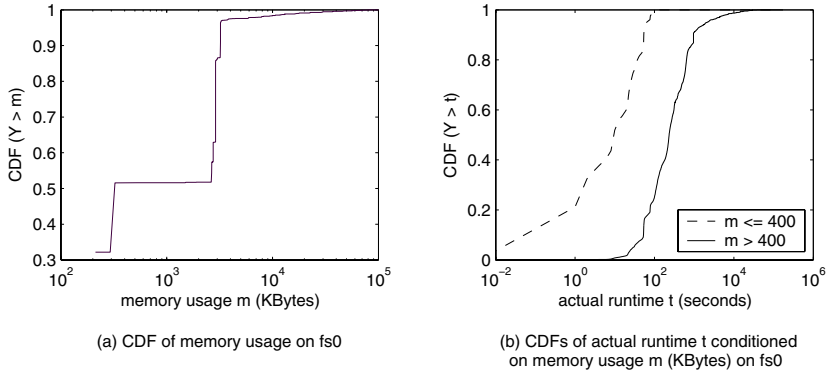 1
0.9
0.8
0.7
0.6
0.5
0.4
0.3
CDF (Y > m)
10^2
10^3
10^4
10^5
memory usage m (KBytes)
(a) CDF of memory usage on fs0
1
0.8
0.6
0.4
0.2
0
CDF (Y > t)
m <= 400
m > 400
10^-2
10^0
10^2
10^4
10^6
actual runtime t (seconds)
(b) CDFs of actual runtime t conditioned
on memory usage m (KBytes) on fs0